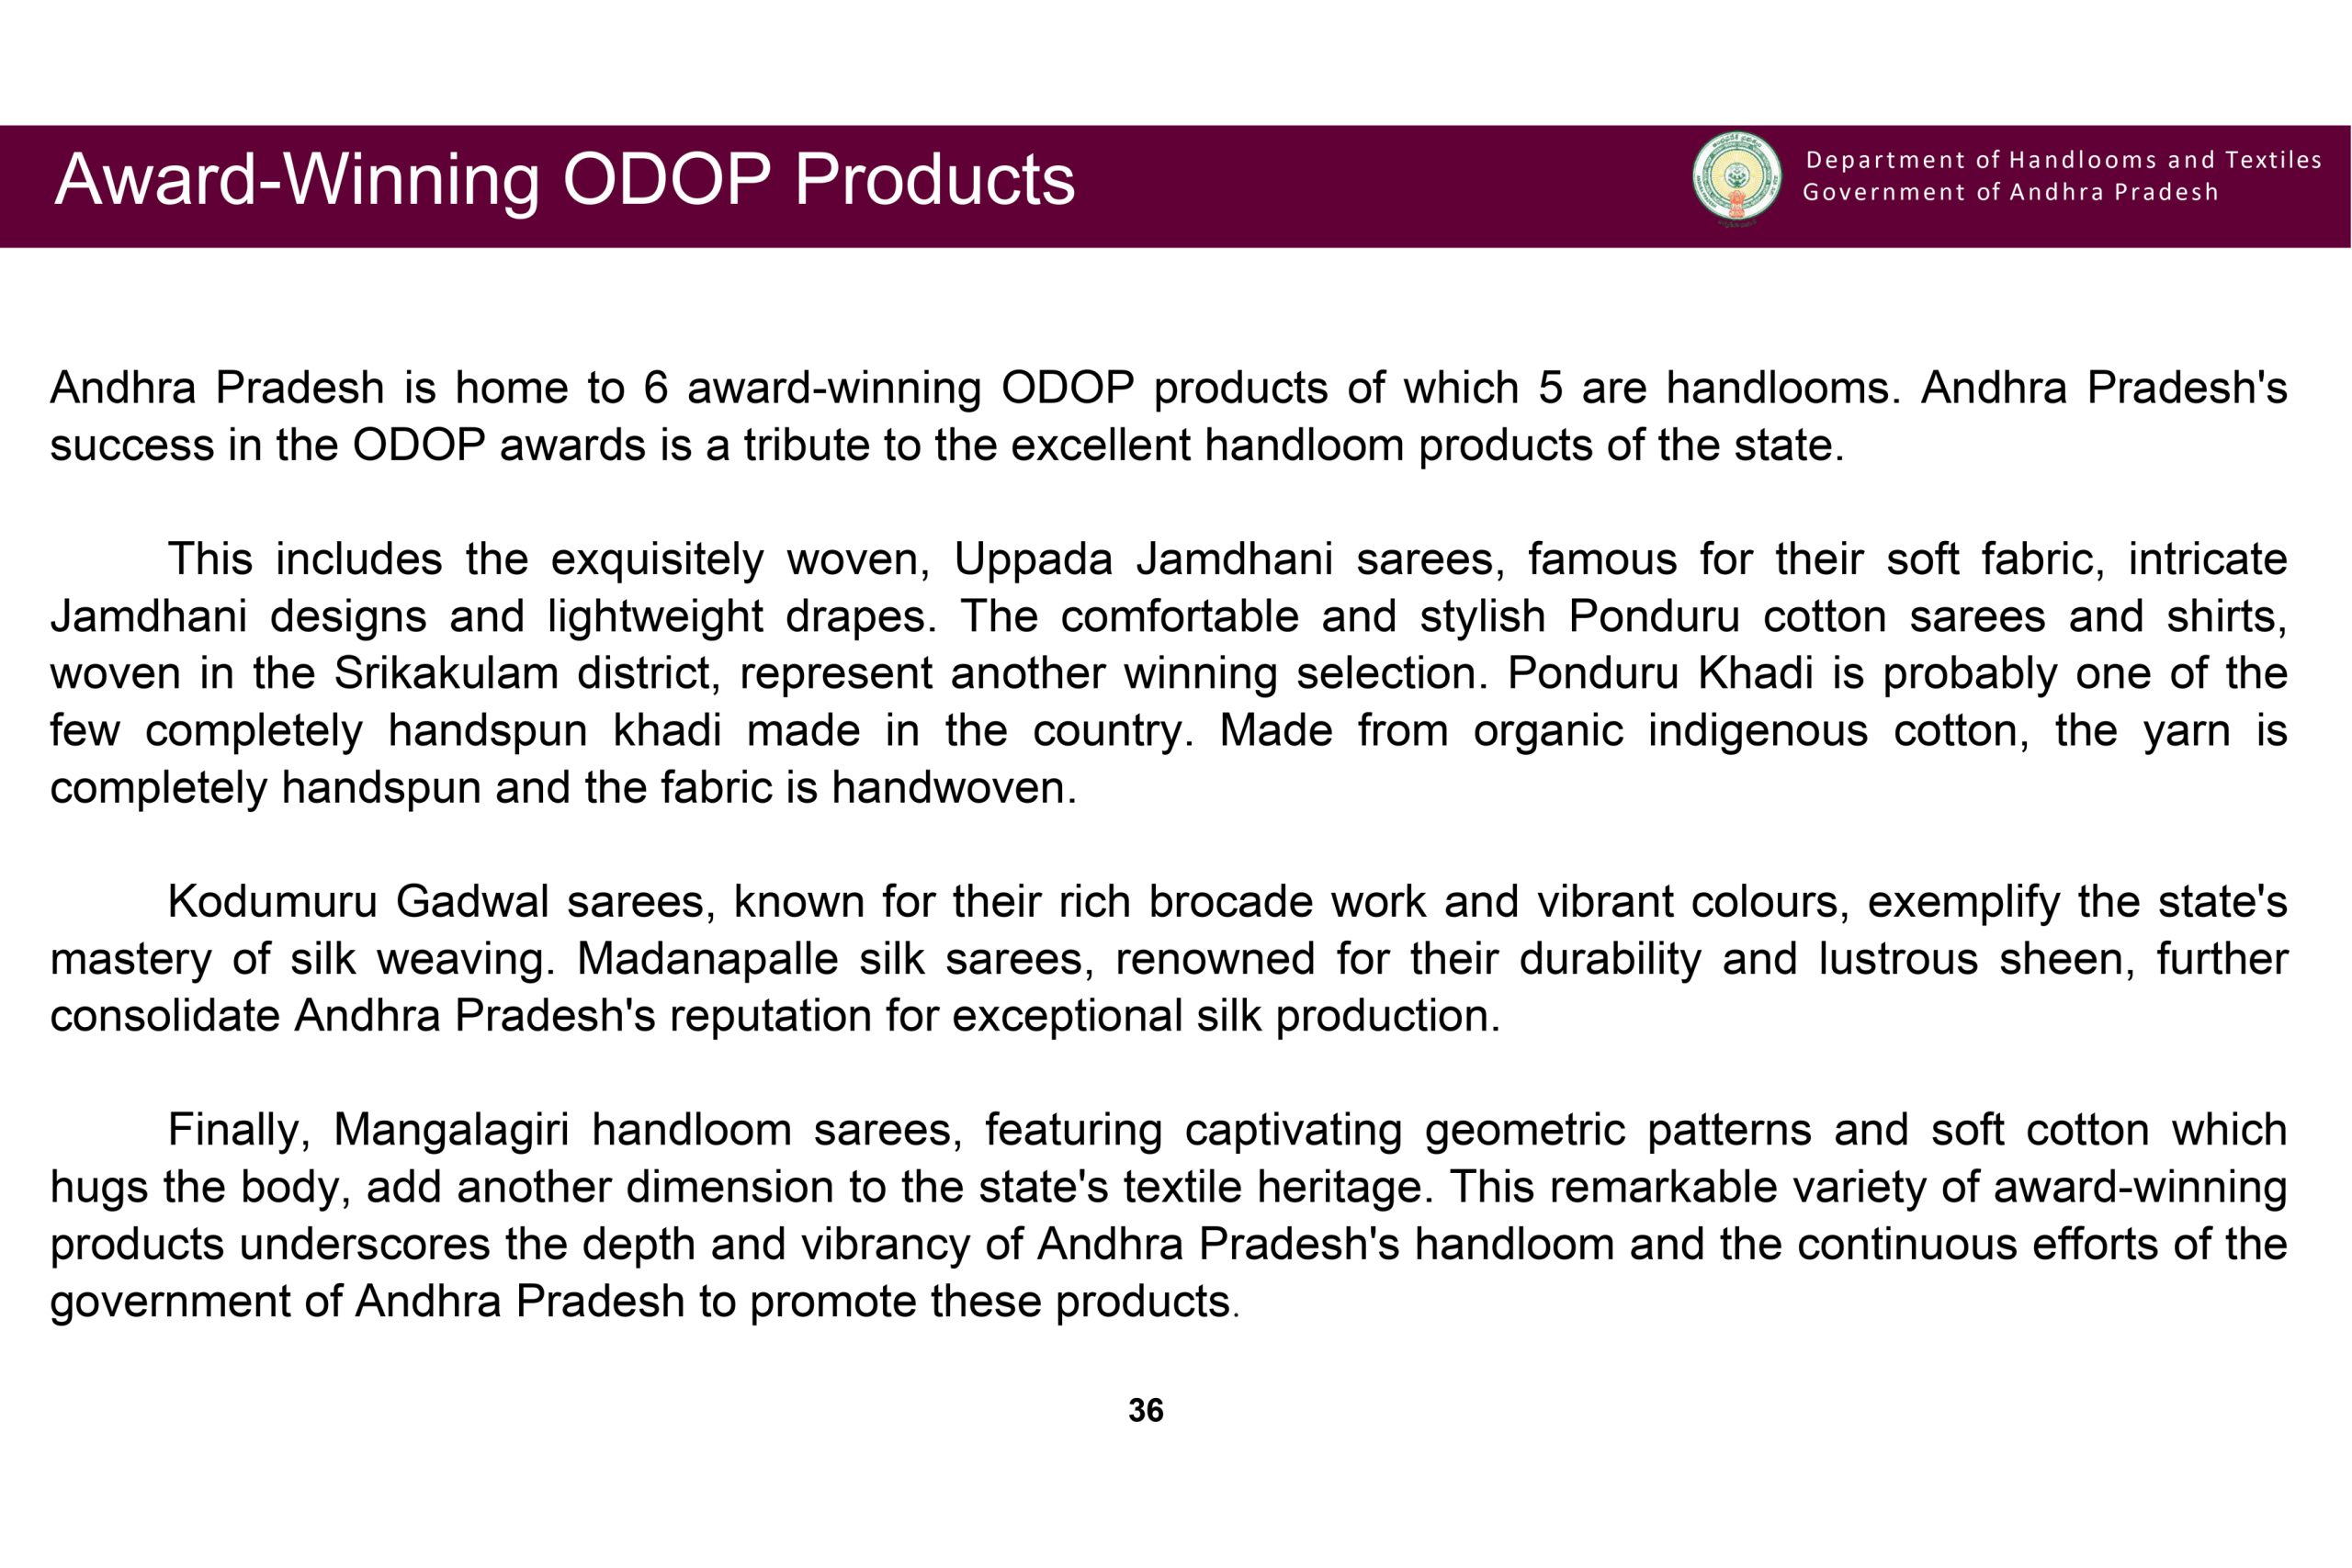 Award-Winning ODOP Products
Department of Handlooms and Textiles
Government of Andhra Pradesh
Andhra Pradesh is home to 6 award-winning ODOP products of which 5 are handlooms. Andhra Pradesh's
success in the ODOP awards is a tribute to the excellent handloom products of the state.
This includes the exquisitely woven, Uppada Jamdhani sarees, famous for their soft fabric, intricate
Jamdhani designs and lightweight drapes. The comfortable and stylish Ponduru cotton sarees and shirts,
woven in the Srikakulam district, represent another winning selection. Ponduru Khadi is probably one of the
few completely handspun khadi made in the country. Made from organic indigenous cotton, the yarn is
completely handspun and the fabric is handwoven.
Kodumuru Gadwal sarees, known for their rich brocade work and vibrant colours, exemplify the state's
mastery of silk weaving. Madanapalle silk sarees, renowned for their durability and lustrous sheen, further
consolidate Andhra Pradesh's reputation for exceptional silk production.
Finally, Mangalagiri handloom sarees, featuring captivating geometric patterns and soft cotton which
hugs the body, add another dimension to the state's textile heritage. This remarkable variety of award-winning
products underscores the depth and vibrancy of Andhra Pradesh's handloom and the continuous efforts of the
government of Andhra Pradesh to promote these products.
36